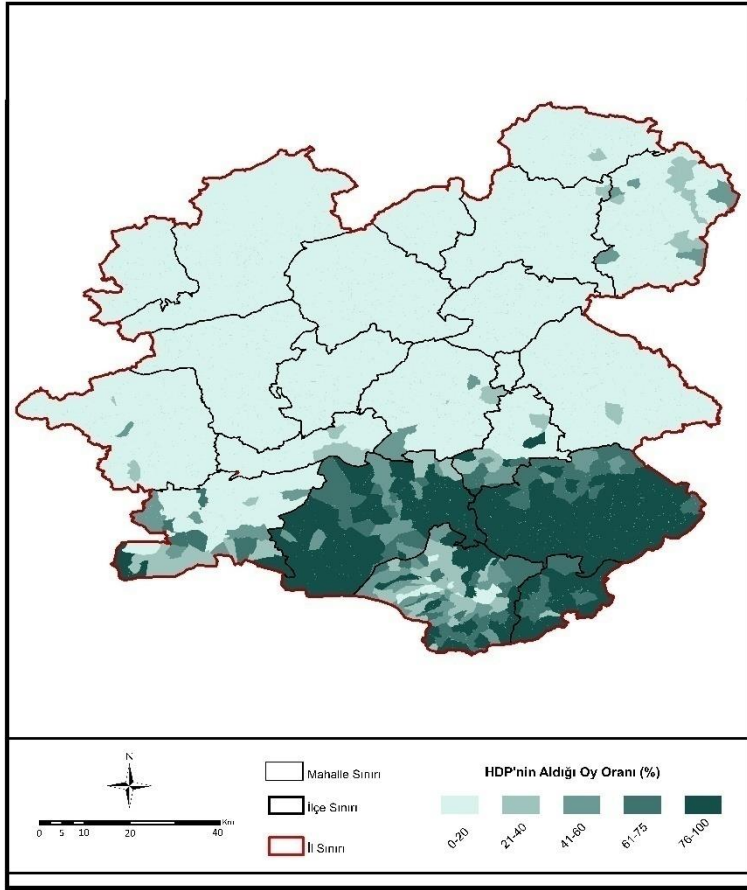 N
0 5 10 20 40 Km
Mahalle Sınırı
İlçe Sınırı
İl Sınırı
HDP'nin Aldığı Oy Oranı (%)
0-20
21-40
41-60
61-75
76-100